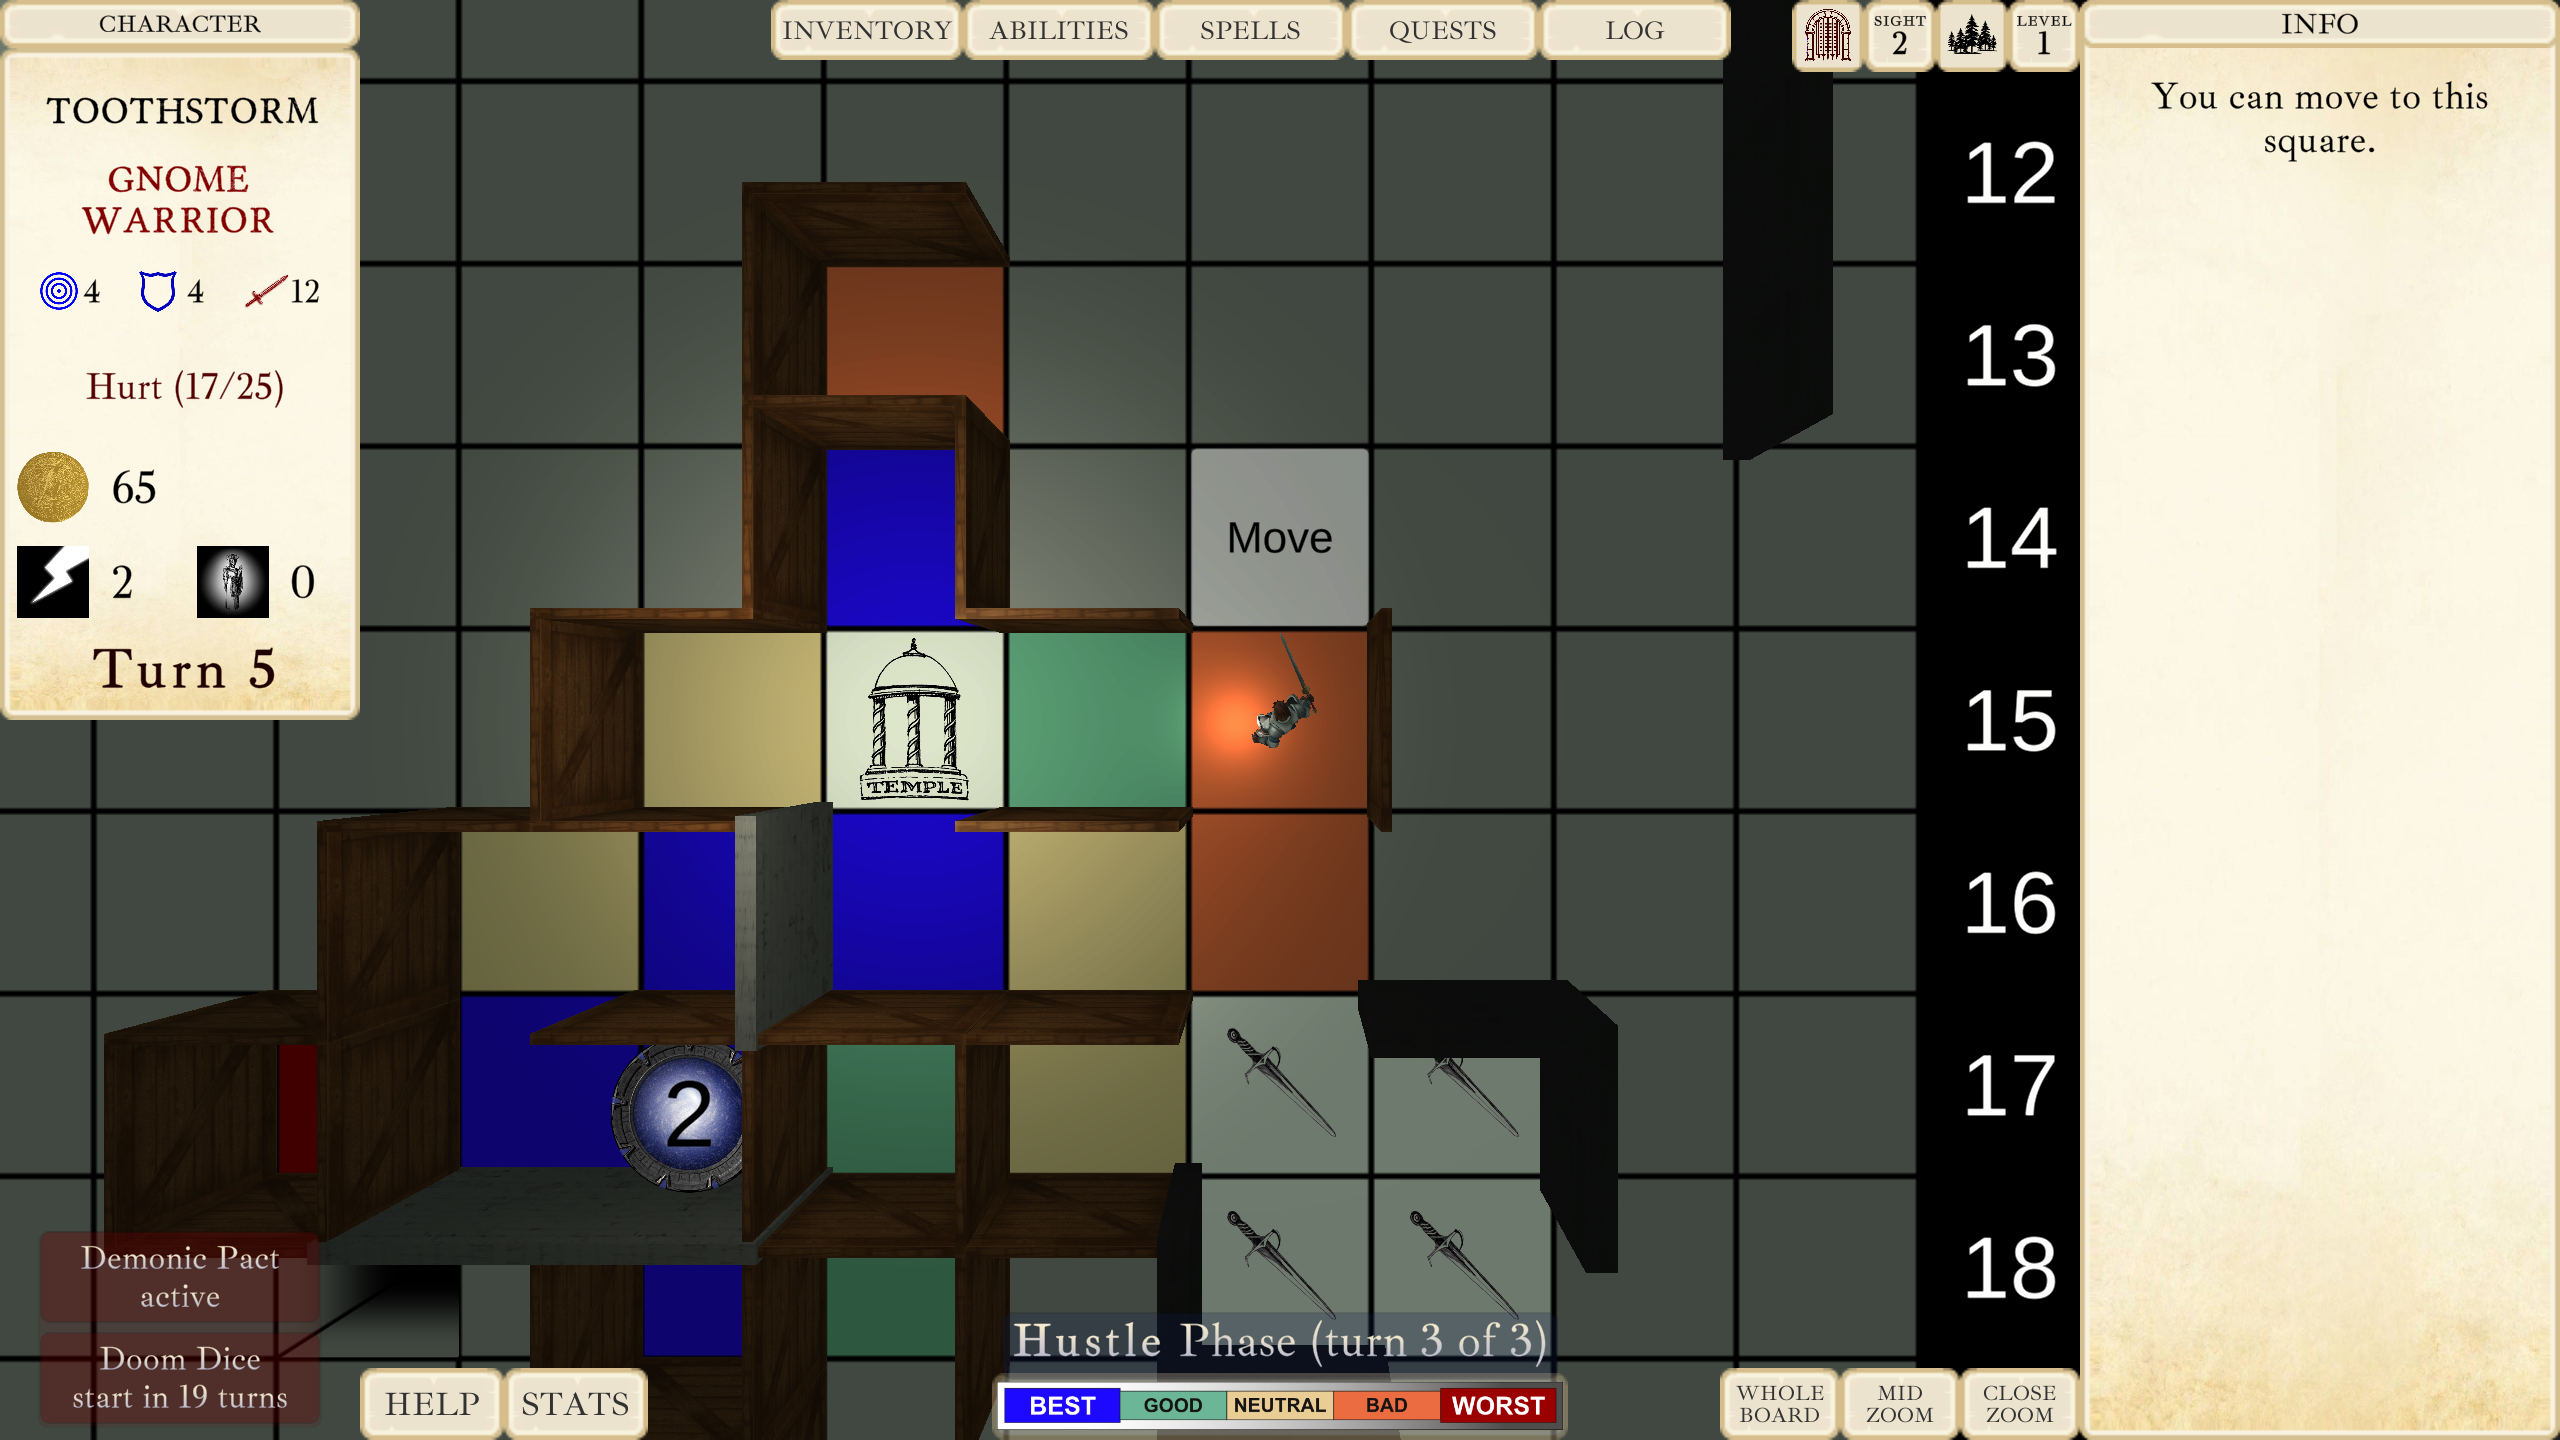 CHARACTER
INVENTORY
ABILITIES
SPELLS
QUESTS
LOG
SIGHT
2
LEVEL
1
INFO
TOOTHSTORM
GNOME
WARRIOR
4
4
12
Hurt (17/25)
65
2
0
Turn 5
You can move to this
square.
12
13
14
15
16
17
18
Move
TEMPLE
2
Demonic Pact
active
Doom Dice
start in 19 turns
HELP
STATS
Hustle Phase (turn 3 of 3)
BEST
GOOD
NEUTRAL
BAD
WORST
WHOLE
BOARD
MID
ZOOM
CLOSE
ZOOM